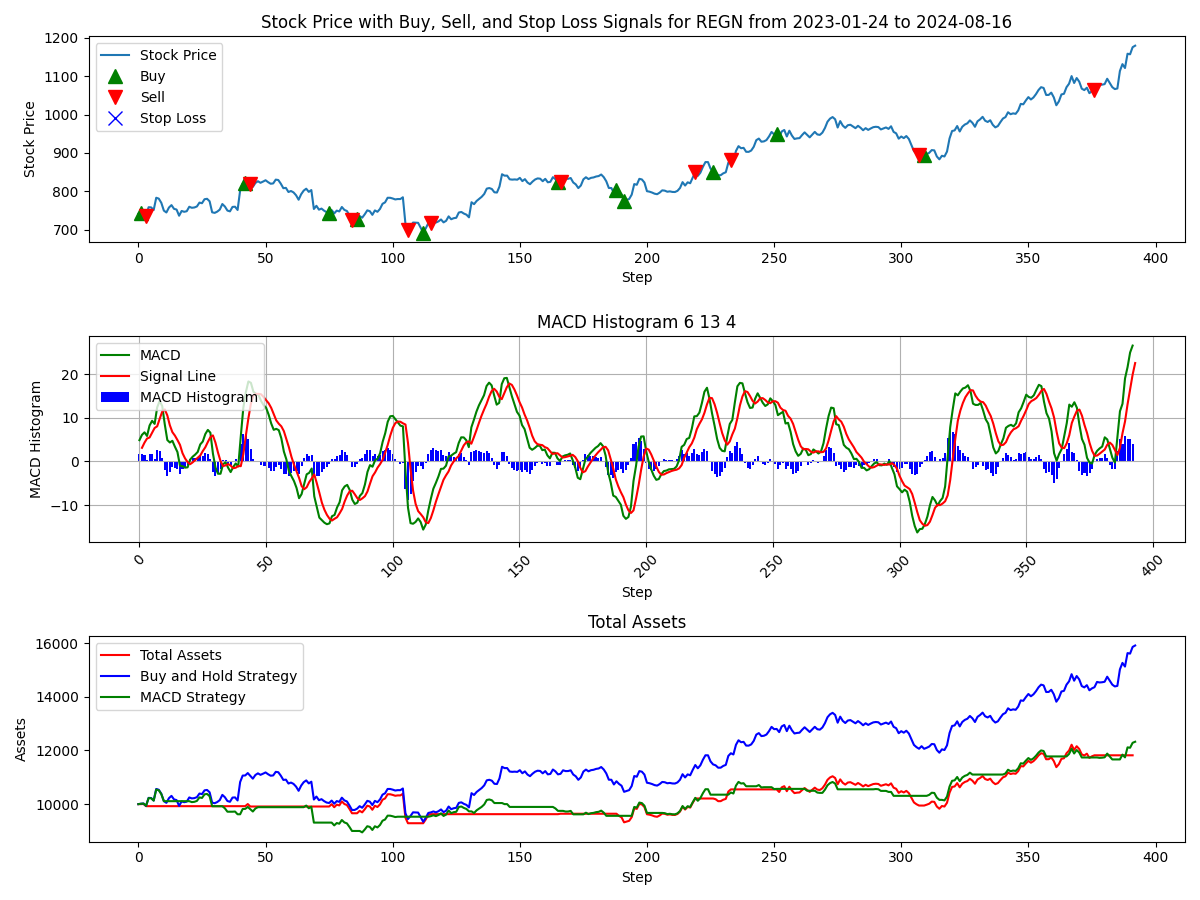 Stock Price with Buy, Sell, and Stop Loss Signals for REGN from 2023-01-24 to 2024-08-16
Stock Price
1200
1100
1000
900
800
700
Stock Price
Buy
Sell
Stop Loss
0 50 100 150 200 250 300 350 400
Step
MACD Histogram 6 13 4
MACD Histogram
20
10
0
−10
MACD
Signal Line
MACD Histogram
0 50 100 150 200 250 300 350 400
Step
Total Assets
Assets
16000
14000
12000
10000
Total Assets
Buy and Hold Strategy
MACD Strategy
0 50 100 150 200 250 300 350 400
Step